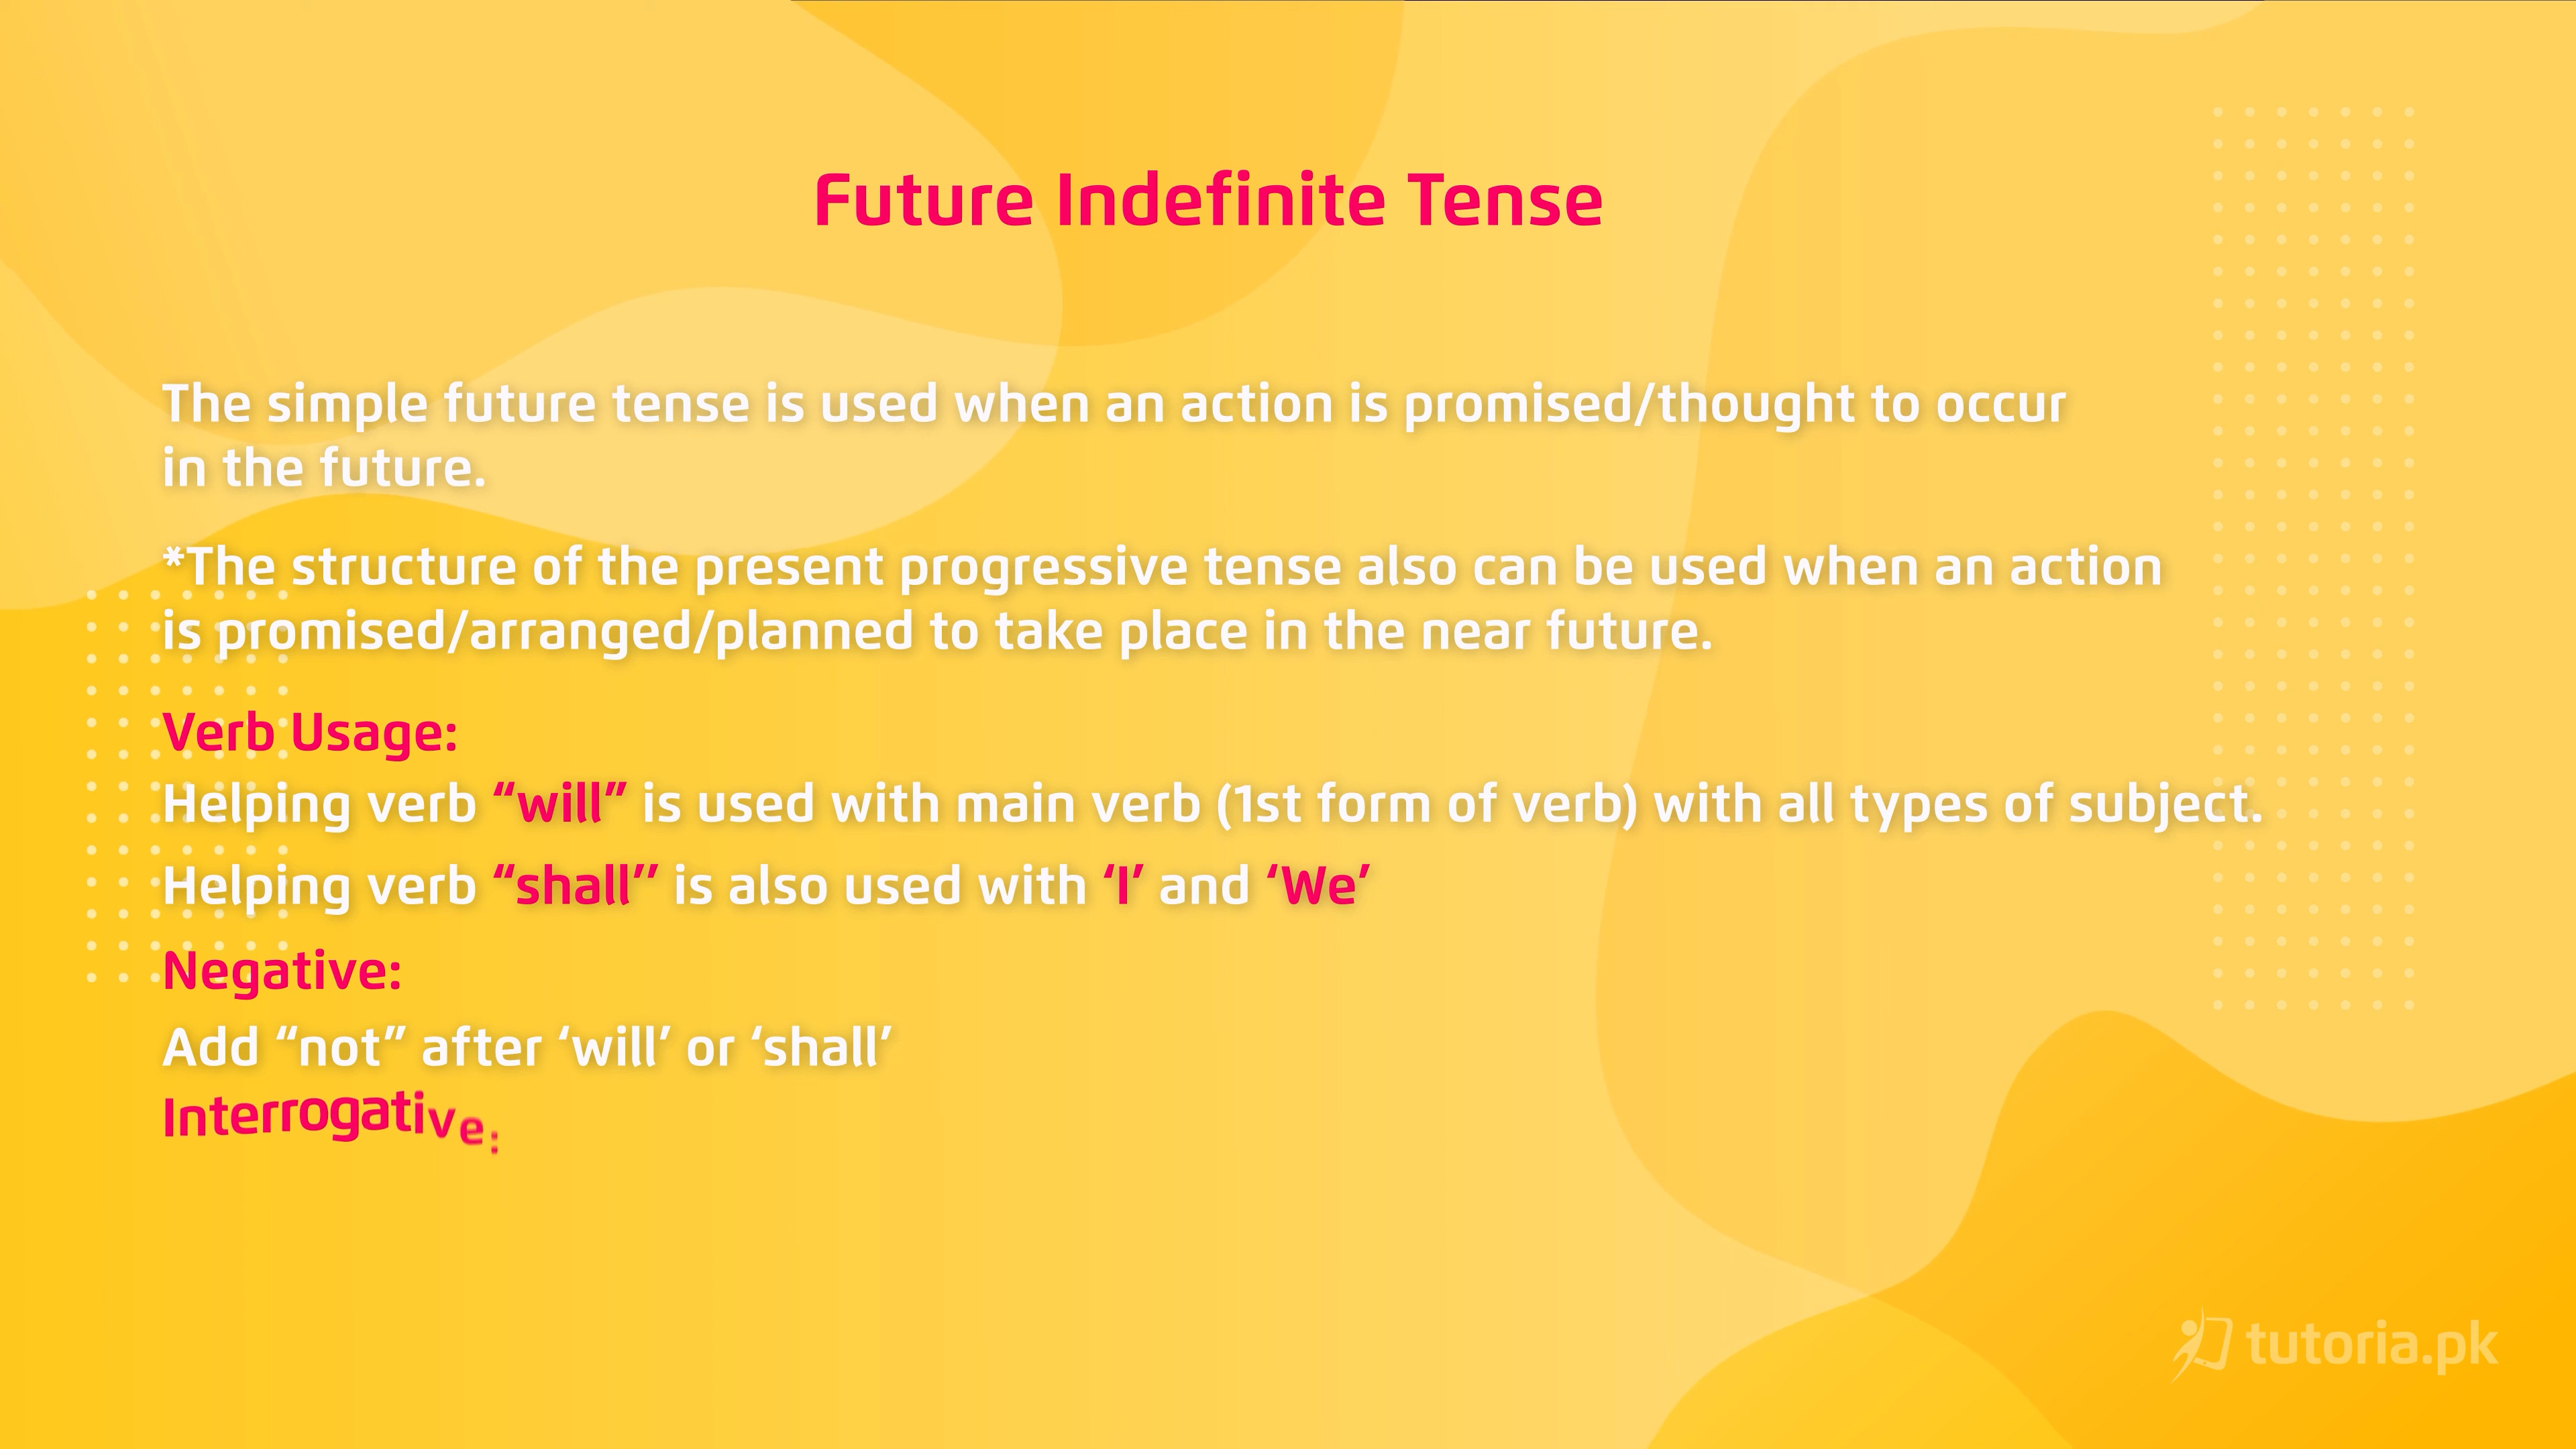 Future Indefinite Tense
The simple future tense is used when an action is promised/thought to occur
in the future.
*The structure of the present progressive tense also can be used when an action
is promised/arranged/planned to take place in the near future.
Verb Usage:
Helping verb “will” is used with main verb (1st form of verb) with all types of subject.
Helping verb “shall’’ is also used with ‘I’ and ‘We’
Negative:
Add “not” after ‘will’ or ‘shall’
Interrogative:
tutoria.pk